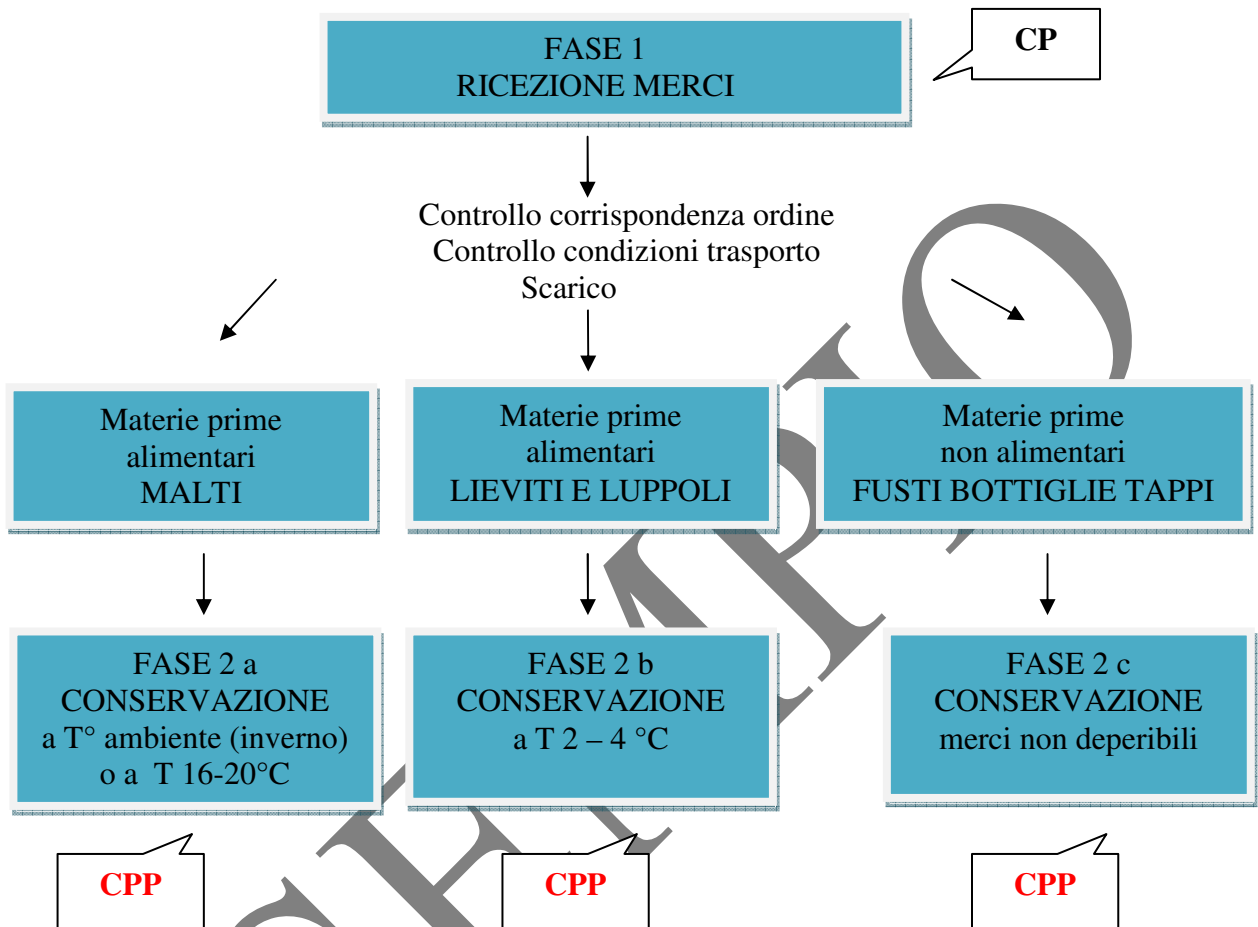 FASE 1
RICEZIONE MERCI
CP
Controllo corrispondenza ordine
Controllo condizioni trasporto
Scarico
Materie prime
alimentari
MALTI
Materie prime
alimentari
LIEVITI E LUPPOLI
Materie prime
non alimentari
FUSTI BOTTIGLIE TAPPI
FASE 2 a
CONSERVAZIONE
a T° ambiente (inverno)
o a T 16-20°C
FASE 2 b
CONSERVAZIONE
a T 2 – 4 °C
FASE 2 c
CONSERVAZIONE
merci non deperibili
CPP
CPP
CPP